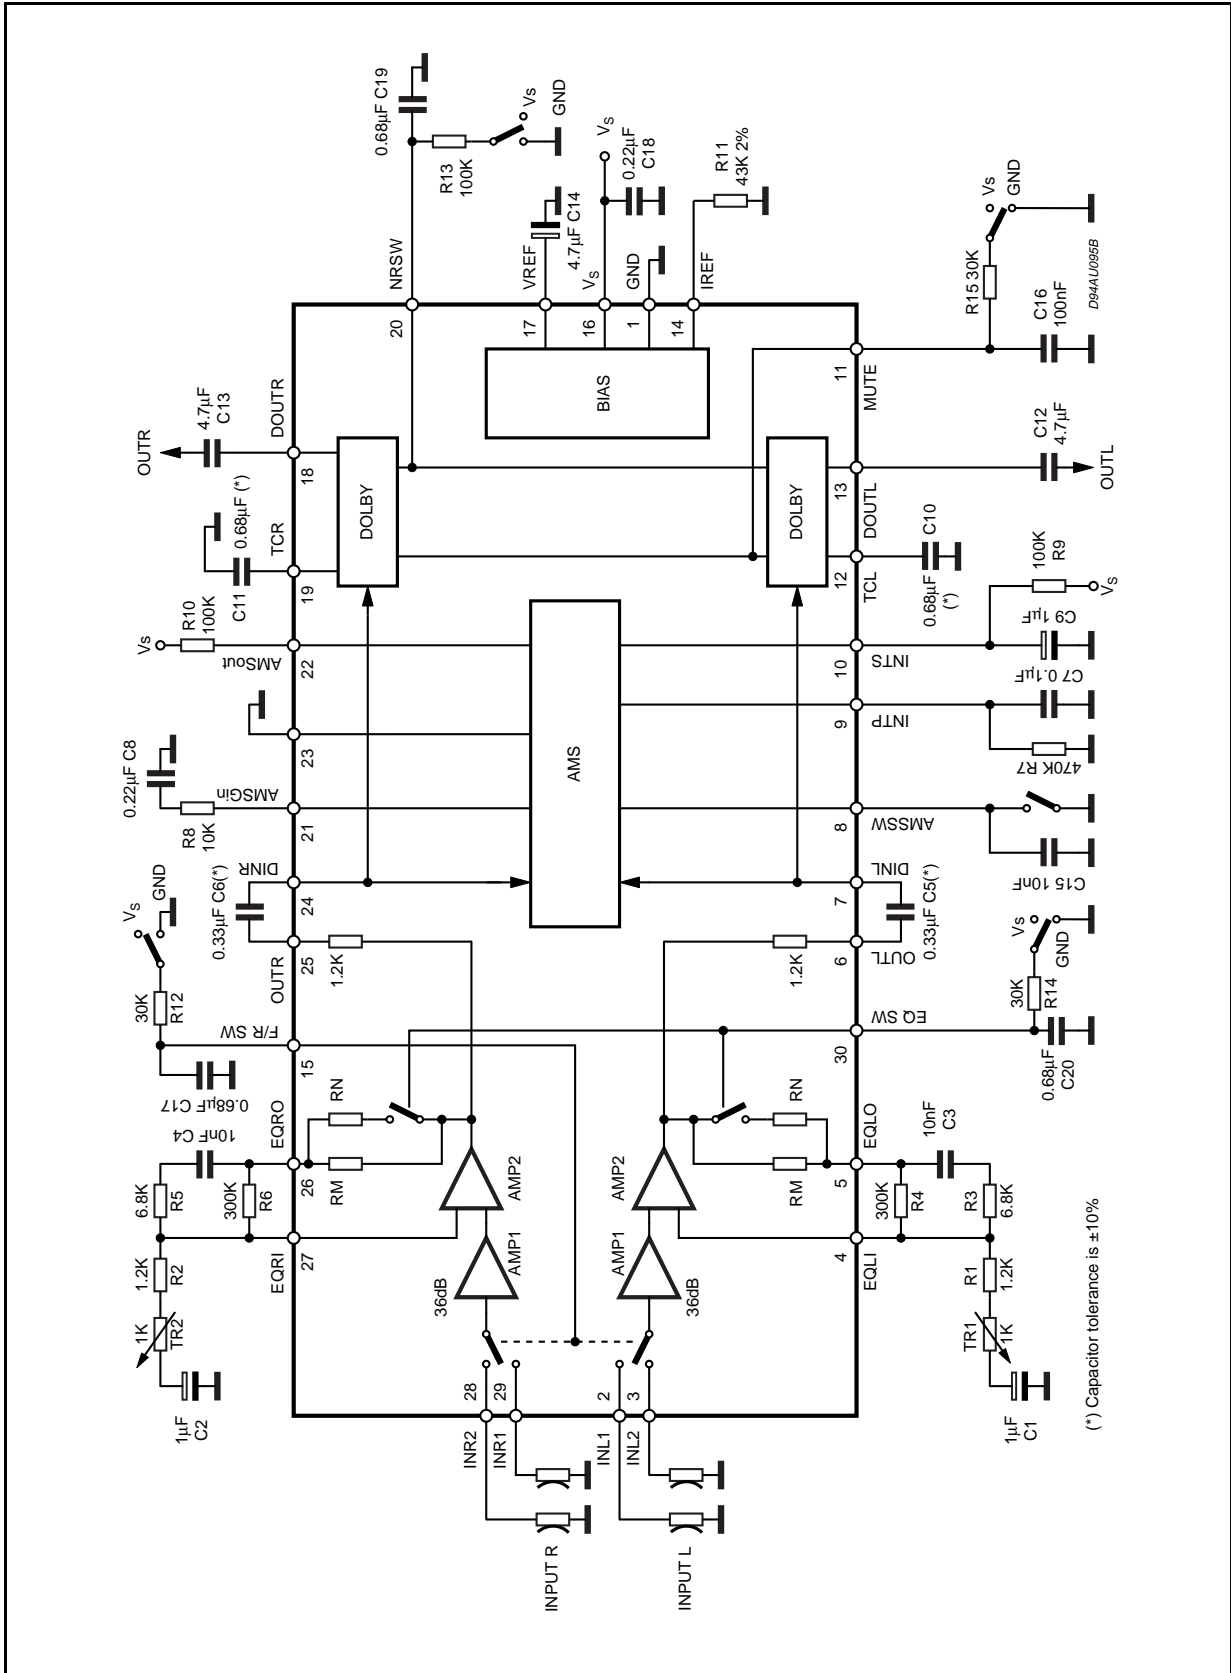 0.68µF C19
Vs
GND
R13
100K
NRSW
20
4.7µF C14
VREF
17
VS
0.22µF
C18
VS
16
GND
1
R11
43K 2%
IREF
14
BIAS
Vs
GND
R15 30K
C16
100nF
D94AU095B
11
MUTE
OUTR
4.7µF
C13
DOUTR
18
0.68µF (*)
C11
TCR
19
DOLBY
DOLBY
13
DOUTL
C12
4.7µF
OUTL
12
TCL
C10
0.68µF
(*)
Vs
R10
100K
AMSout
22
23
0.22µF C8
R8
10K
AMSGin
21
AMS
10
INTS
100K
R9
VS
C9 1µF
9
INTP
C7 0.1µF
470K R7
8
AMSSW
C15 10nF
DINR
24
0.33µF C6(*)
OUTR
25
1.2K
7
DINL
0.33µF C5(*)
6
OUTL
1.2K
VS
GND
30K
R12
F/R SW
15
0.68µF C17
Vs
GND
30K
R14
EQ SW
30
0.68µF
C20
EQRO
26
10nF C4
6.8K
R5
300K
R6
EQRI
27
1.2K
R2
1K
TR2
1µF
C2
RN
RM
AMP2
AMP1
36dB
RN
RM
AMP2
AMP1
36dB
EQLO
5
10nF
C3
300K
R4
R3
6.8K
4
EQLI
R1
1.2K
TR1
1K
1µF
C1
28
29
2
3
INR2
INR1
INL1
INL2
INPUT R
INPUT L
(*) Capacitor tolerance is ±10%